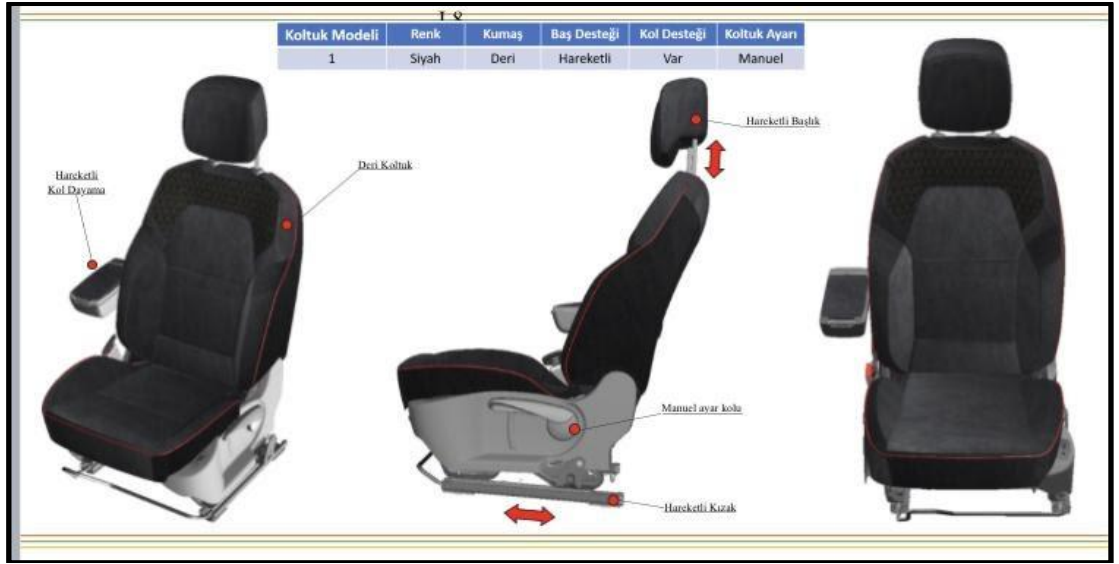 Koltuk Modeli Renk Kumaş Baş Desteği Kol Desteği Koltuk Ayarı
1 Siyah Deri Hareketli Var Manuel
Hareketli Başlık
Deri Koltuk
Hareketli
Kol Dayama
Manuel ayar kolu
Hareketli Kızak